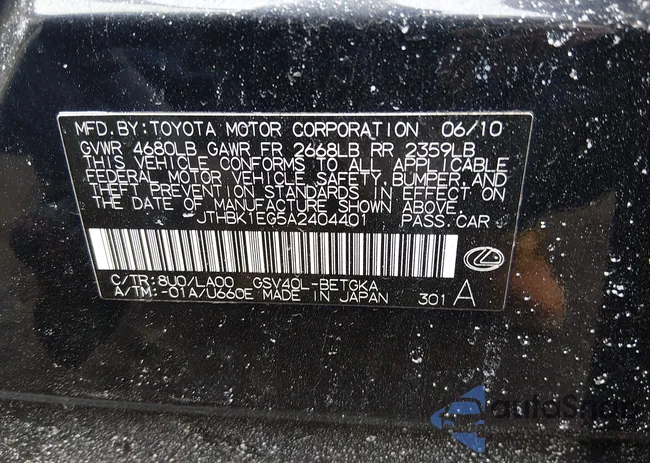 MFD.BY:TOYOTA MOTOR CORPORATION 06/10
GVWR 4680LB GAWR FR 2668LB RR 2359LB
THIS VEHICLE CONFORMS TO ALL APPLICABLE
FEDERAL MOTOR VEHICLE SAFETY, BUMPER, AND
THEFT PREVENTION STANDARDS IN EFFECT ON
THE DATE OF MANUFACTURE SHOWN ABOVE.
JTHBK1EG5A2404401 PASS.CAR
C/TR:8U0/LA00 GSV40L-BETGKA
A/TM:-01A/U660E MADE IN JAPAN 301 A